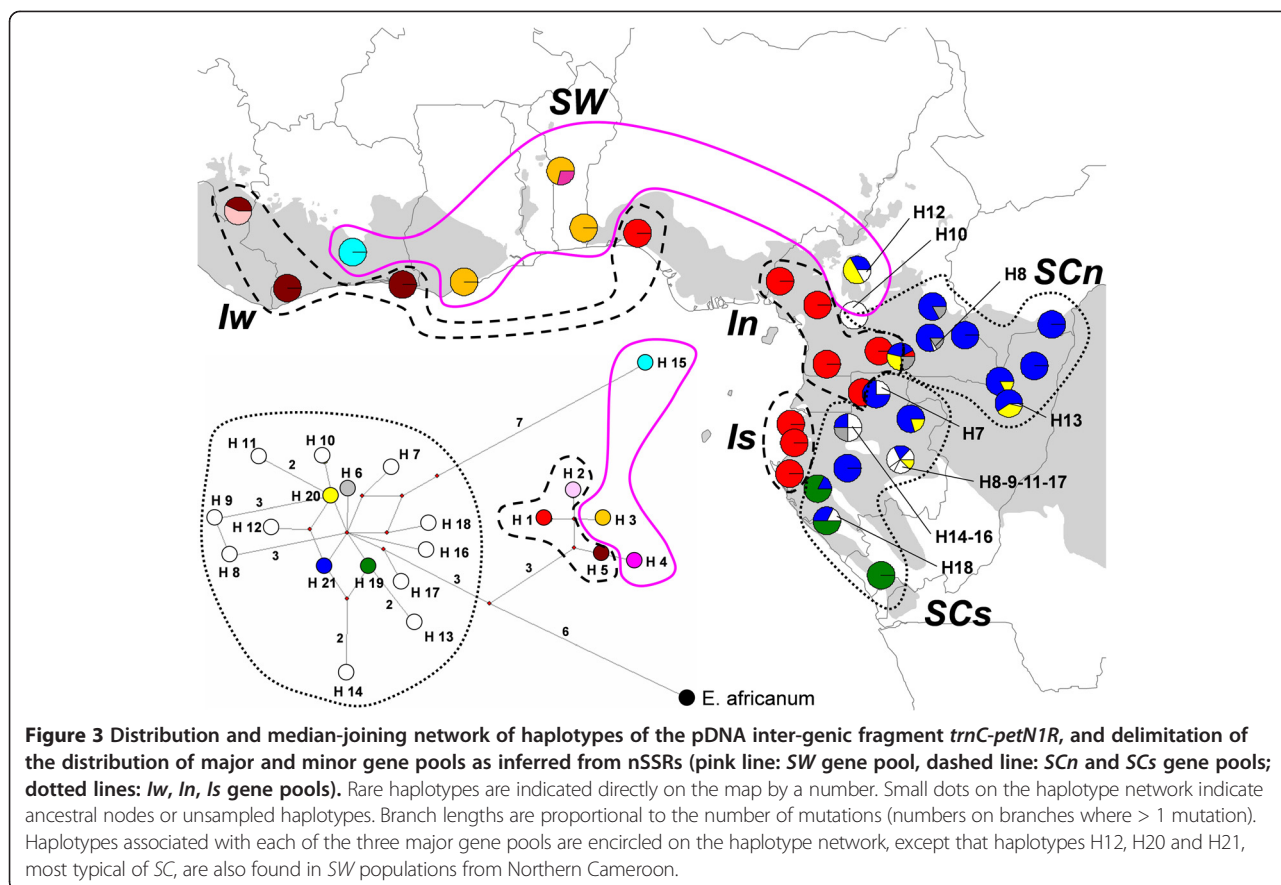 SW
H12
H10
H8
SCn
Iw
In
Is
H13
H7
H8-9-11-17
H14-16
H18
SCs
H 15
7
H 11
H 10
2
H 7
H 6
H 2
H 9
3
H 20
H 12
H 18
H 1
H 3
H 16
H 8
3
H 5
H 4
H 21
H 19
3
3
H 17
2
H 13
6
2
H 14
E. africanum
Figure 3 Distribution and median-joining network of haplotypes of the pDNA inter-genic fragment trnC-petN1R, and delimitation of
the distribution of major and minor gene pools as inferred from nSSRs (pink line: SW gene pool, dashed line: SCn and SCs gene pools;
dotted lines: Iw, In, Is gene pools). Rare haplotypes are indicated directly on the map by a number. Small dots on the haplotype network indicate
ancestral nodes or unsampled haplotypes. Branch lengths are proportional to the number of mutations (numbers on branches where > 1 mutation).
Haplotypes associated with each of the three major gene pools are encircled on the haplotype network, except that haplotypes H12, H20 and H21,
most typical of SC, are also found in SW populations from Northern Cameroon.